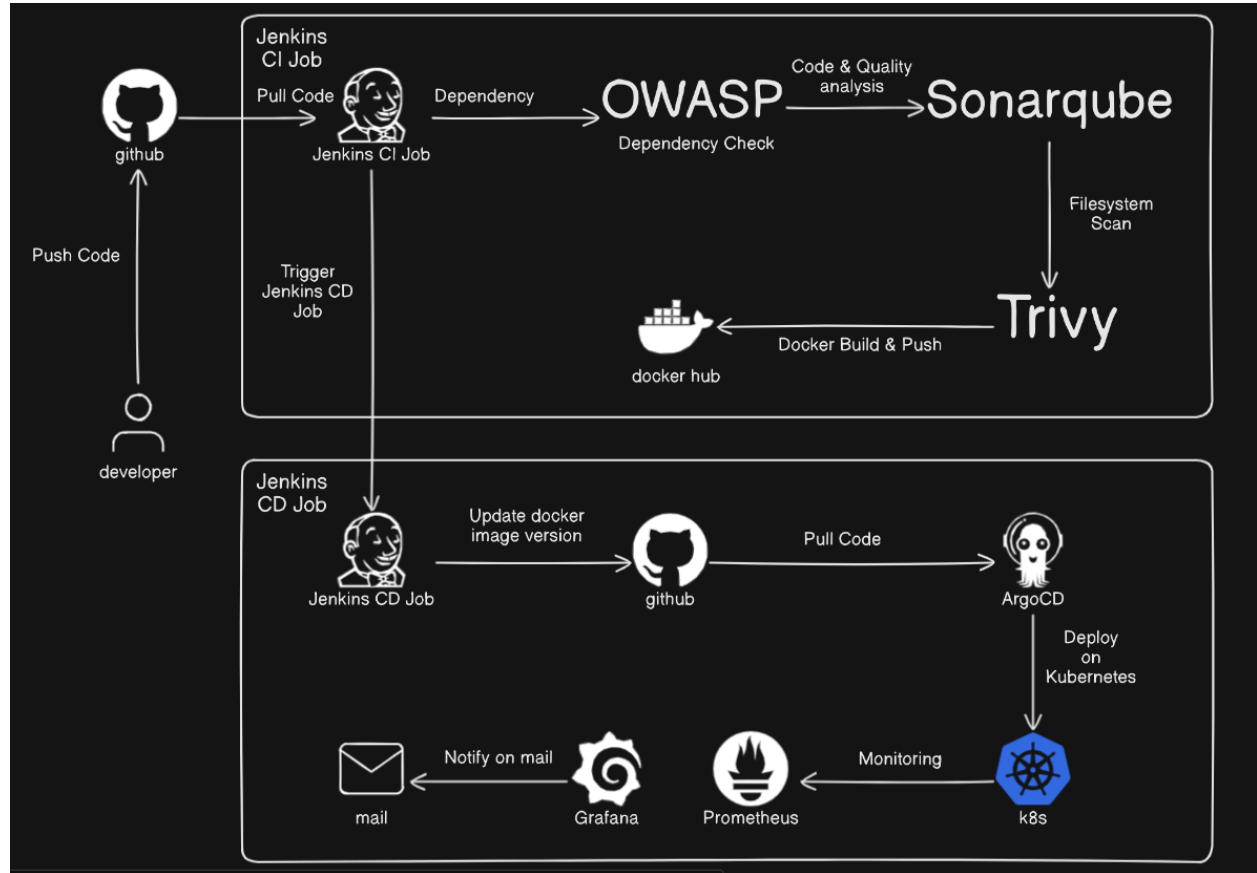 Jenkins
CI Job
Pull Code
Jenkins CI Job
Dependency
OWASP
Dependency Check
Code & Quality
analysis
Sonarqube
github
Filesystem
Scan
Push Code
Trigger
Jenkins CD
Job
Trivy
Docker Build & Push
docker hub
developer
Jenkins
CD Job
Jenkins CD Job
Update docker
image version
github
Pull Code
ArgoCD
Deploy
on
Kubernetes
k8s
Monitoring
Prometheus
Grafana
Notify on mail
mail